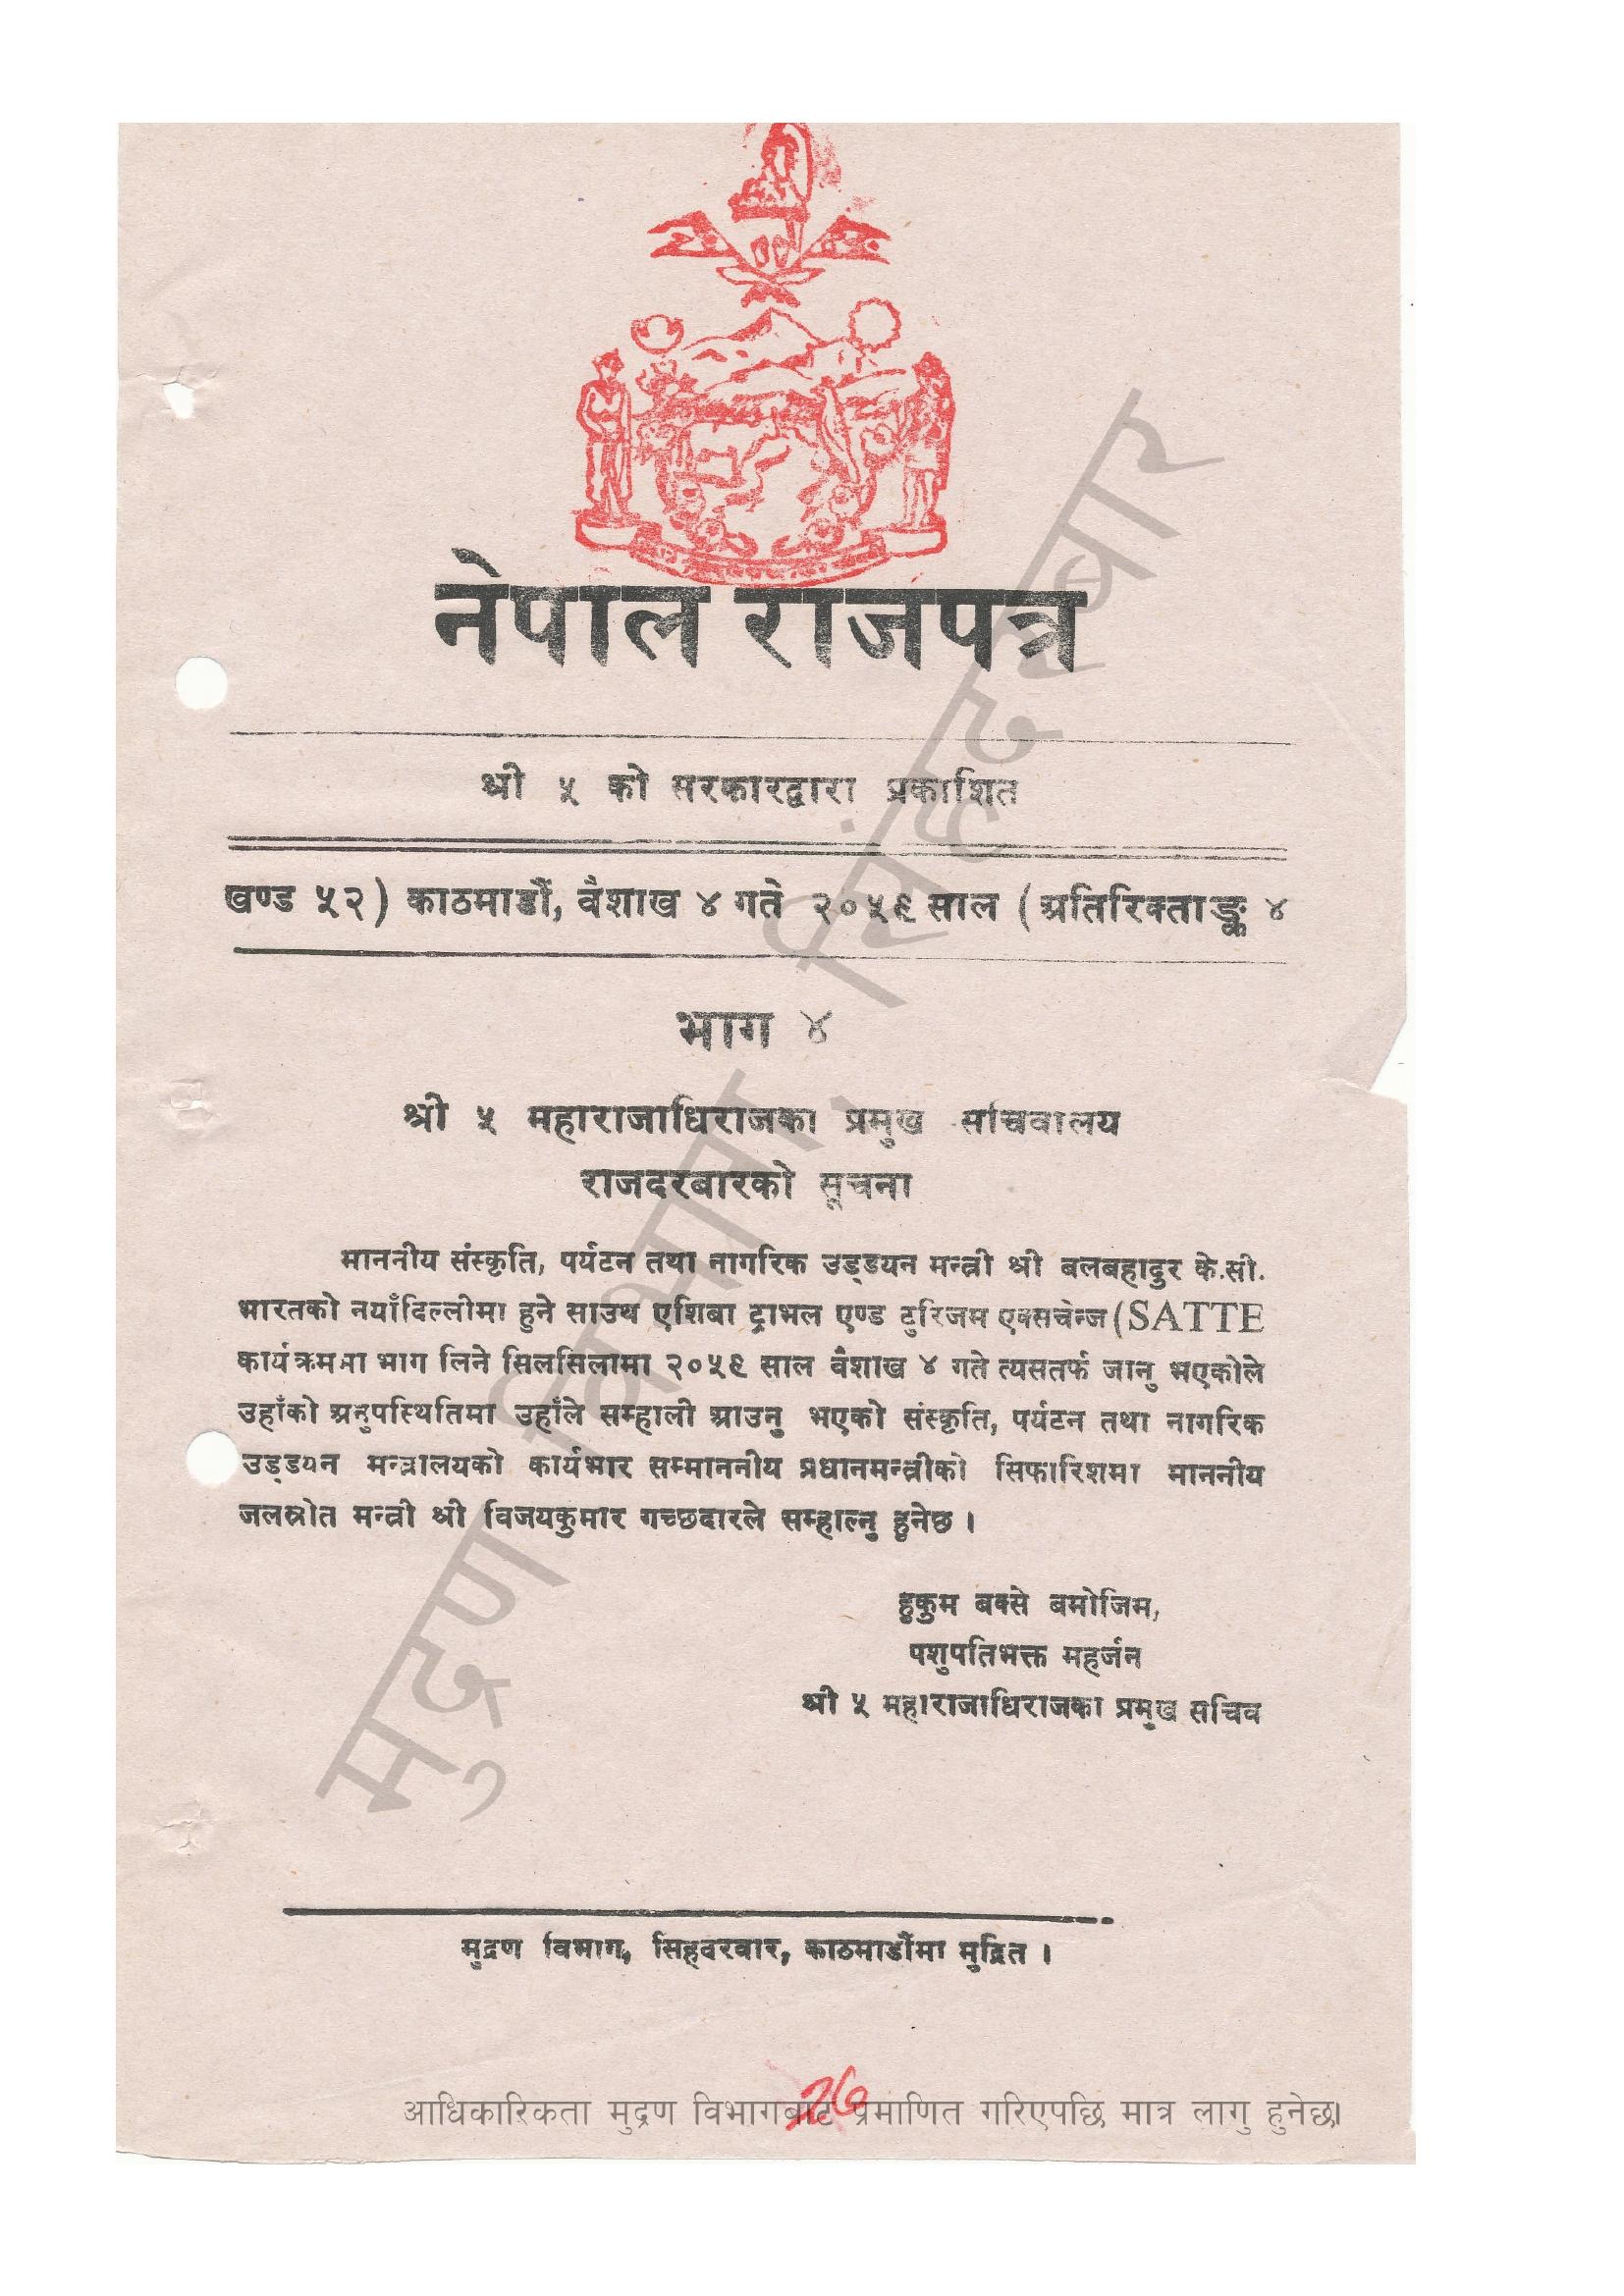 नेपाल राजपत्र
श्री ५ को सरकारद्वारा प्रकाशित
खण्ड ५२) काठमाडौं, वैशाख ४ गते २०५९ साल (अतिरिक्ताङ्क ४
भाग ४
श्री ५ महाराजाधिराजका प्रमुख सचिवालय
राजदरबारको सूचना
माननीय संस्कृति, पर्यटन तथा नागरिक उड्डयन मन्त्री श्री बलबहादुर के.सी.
भारतको नयाँदिल्लीमा हुने साउथ एशिबा ट्राभल एण्ड टुरिजम एक्सचेन्ज (SATTE
कार्यक्रममा भाग लिने सिलसिलामा २०५९ साल वैशाख ४ गते त्यसतर्फ जानु भएकोले
उहाँको अनुपस्थितिमा उहाँले सम्हाली आउनु भएको संस्कृति, पर्यटन तथा नागरिक
उड्डयन मन्त्रालयको कार्यभार सम्माननीय प्रधानमन्त्रीको सिफारिशमा माननीय
जलस्रोत मन्त्री श्री विजयकुमार गच्छदारले सम्हाल्नु हुनेछ ।
हुकुम बक्से बमोजिम,
पशुपतिभक्त महर्जन
श्री ५ महाराजाधिराजका प्रमुख सचिव
मुद्रण विभाग, सिंहदरबार
मुद्रण विभाग, सिहदरबार, काठमाडौंमा मुद्रित ।
२७
आधिकारिकता मुद्रण विभागबाट प्रमाणित गरिएपछि मात्र लागु हुनेछ।